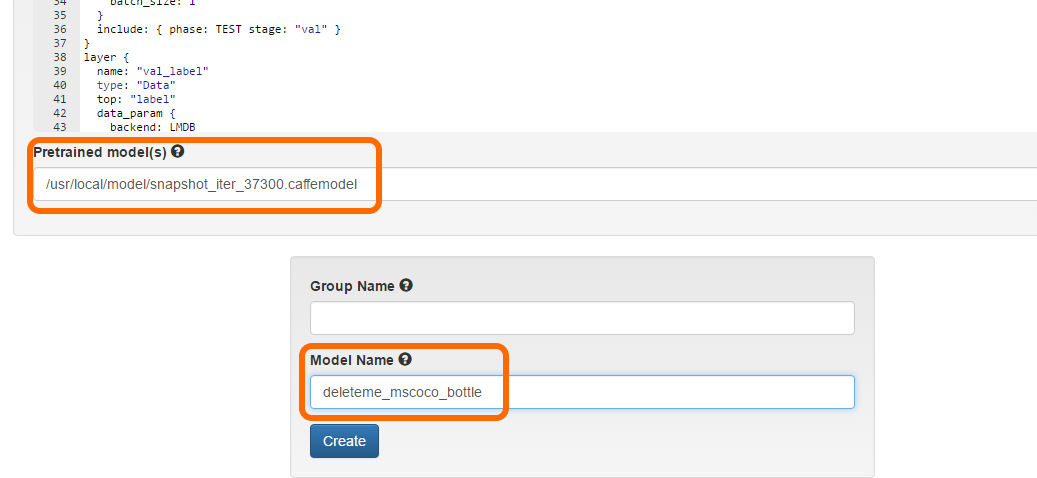 34 batch_size: 1
35 }
36 include: { phase: TEST stage: "val" }
37 }
38 layer {
39 name: "val_label"
40 type: "Data"
41 top: "label"
42 data_param {
43 backend: LMDB
Pretrained model(s) ?
/usr/local/model/snapshot_iter_37300.caffemodel
Group Name ?
Model Name ?
deleteme_mscoco_bottle
Create